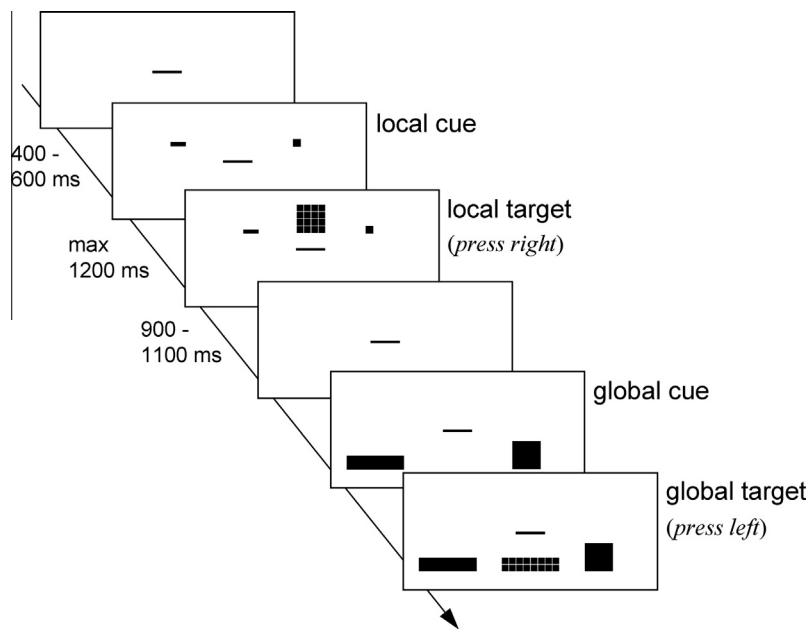 local cue
400 -
600 ms
local target
(press right)
max
1200 ms
900 -
1100 ms
global cue
global target
(press left)